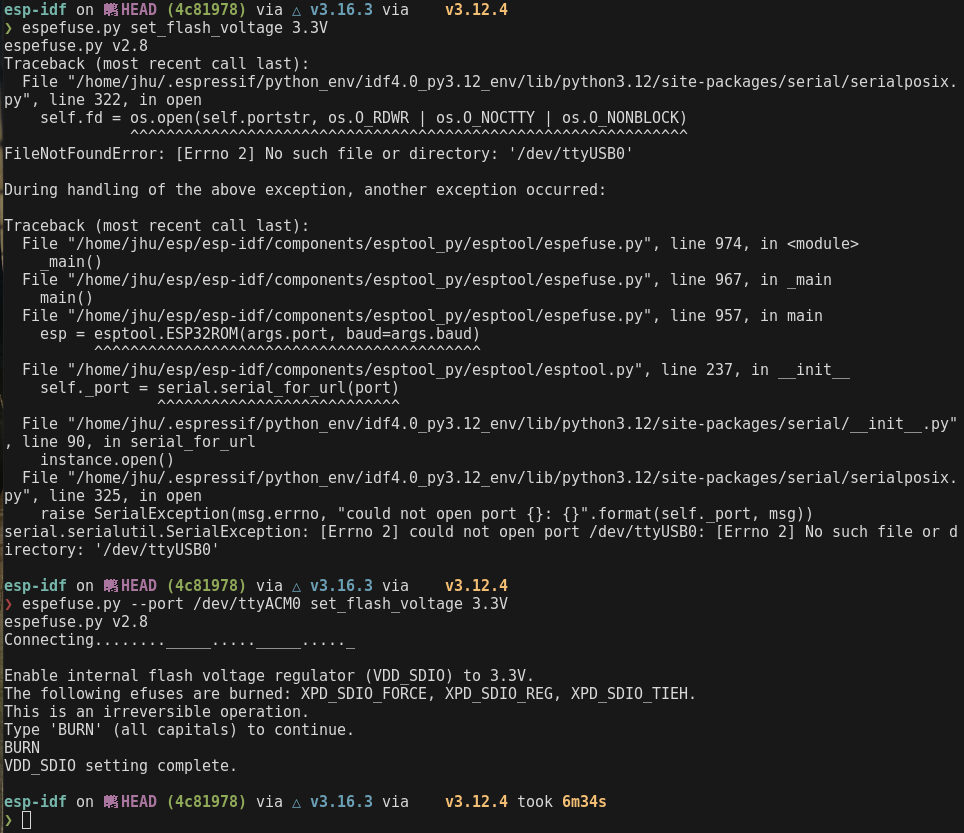 esp-idf on HEAD (4c81978) via △ v3.16.3 via v3.12.4
❯ espefuse.py set_flash_voltage 3.3V
espefuse.py v2.8
Traceback (most recent call last):
  File "/home/jhu/.espressif/python_env/idf4.0_py3.12_env/lib/python3.12/site-packages/serial/serialposix.
py", line 322, in open
    self.fd = os.open(self.portstr, os.O_RDWR | os.O_NOCTTY | os.O_NONBLOCK)
              ^^^^^^^^^^^^^^^^^^^^^^^^^^^^^^^^^^^^^^^^^^^^^^^^^^^^^^^^^^^^^^
FileNotFoundError: [Errno 2] No such file or directory: '/dev/ttyUSB0'
During handling of the above exception, another exception occurred:
Traceback (most recent call last):
  File "/home/jhu/esp/esp-idf/components/esptool_py/esptool/espefuse.py", line 974, in <module>
    _main()
  File "/home/jhu/esp/esp-idf/components/esptool_py/esptool/espefuse.py", line 967, in _main
    main()
  File "/home/jhu/esp/esp-idf/components/esptool_py/esptool/espefuse.py", line 957, in main
    esp = esptool.ESP32ROM(args.port, baud=args.baud)
          ^^^^^^^^^^^^^^^^^^^^^^^^^^^^^^^^^^^^^^^^^^^
  File "/home/jhu/esp/esp-idf/components/esptool_py/esptool/esptool.py", line 237, in __init__
    self._port = serial.serial_for_url(port)
                 ^^^^^^^^^^^^^^^^^^^^^^^^^^^
  File "/home/jhu/.espressif/python_env/idf4.0_py3.12_env/lib/python3.12/site-packages/serial/__init__.py"
, line 90, in serial_for_url
    instance.open()
  File "/home/jhu/.espressif/python_env/idf4.0_py3.12_env/lib/python3.12/site-packages/serial/serialposix.
py", line 325, in open
    raise SerialException(msg.errno, "could not open port {}: {}".format(self._port, msg))
serial.serialutil.SerialException: [Errno 2] could not open port /dev/ttyUSB0: [Errno 2] No such file or d
irectory: '/dev/ttyUSB0'
esp-idf on HEAD (4c81978) via △ v3.16.3 via v3.12.4
❯ espefuse.py --port /dev/ttyACM0 set_flash_voltage 3.3V
espefuse.py v2.8
Connecting........_____....._____....._
Enable internal flash voltage regulator (VDD_SDIO) to 3.3V.
The following efuses are burned: XPD_SDIO_FORCE, XPD_SDIO_REG, XPD_SDIO_TIEH.
This is an irreversible operation.
Type 'BURN' (all capitals) to continue.
BURN
VDD_SDIO setting complete.
esp-idf on HEAD (4c81978) via △ v3.16.3 via v3.12.4 took 6m34s
❯